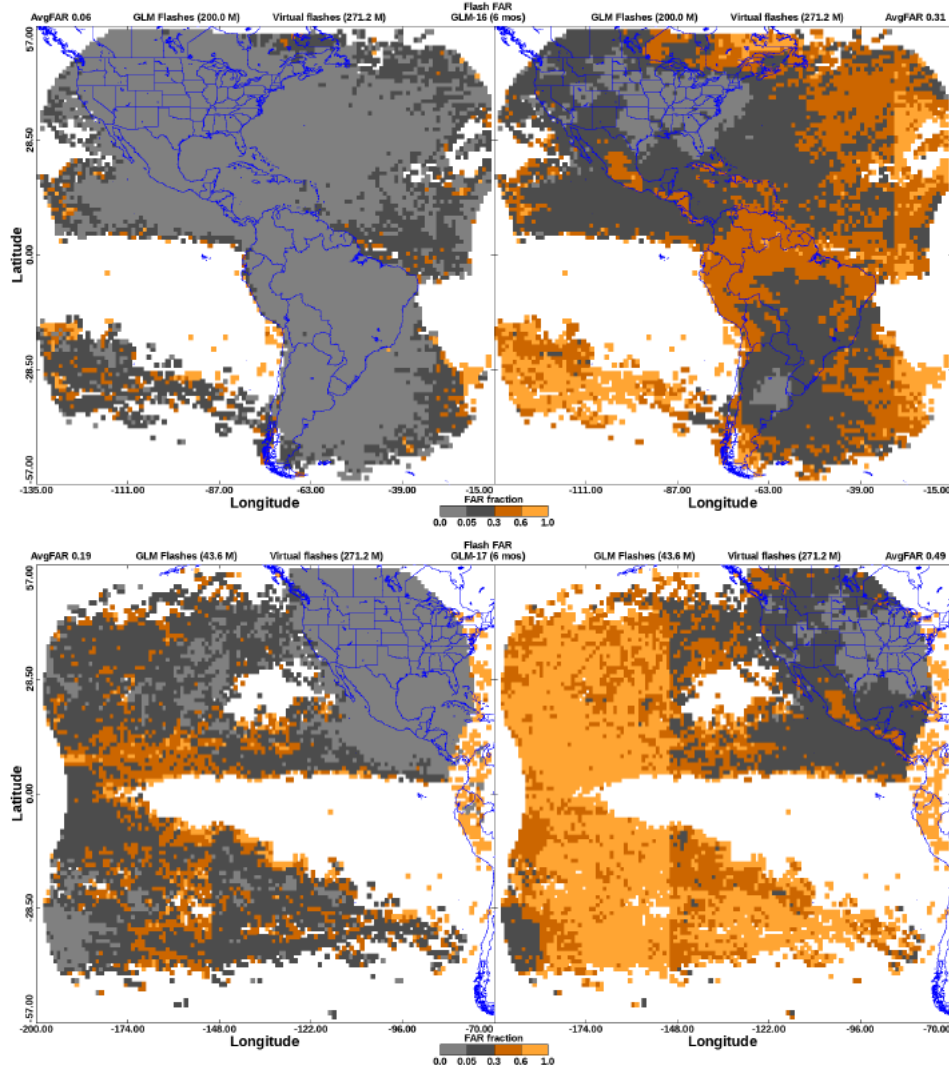 Flash FAR
AvgFAR 0.06 GLM Flashes (200.0 M) Virtual flashes (271.2 M) GLM-16 (6 mos) GLM Flashes (200.0 M) Virtual flashes (271.2 M) AvgFAR 0.31
57.00
28.50
Latitude
0.00
-28.50
-57.00
-135.00 -111.00 -87.00 -63.00 -39.00 -15.00 -111.00 -87.00 -63.00 -39.00 -15.00
Longitude Longitude
FAR fraction
0.0 0.05 0.3 0.6 1.0
Flash FAR
AvgFAR 0.19 GLM Flashes (43.6 M) Virtual flashes (271.2 M) GLM-17 (6 mos) GLM Flashes (43.6 M) Virtual flashes (271.2 M) AvgFAR 0.49
57.00
28.50
Latitude
0.00
-28.50
-57.00
-200.00 -174.00 -148.00 -122.00 -96.00 -70.00 -174.00 -148.00 -122.00 -96.00 -70.00
Longitude Longitude
FAR fraction
0.0 0.05 0.3 0.6 1.0